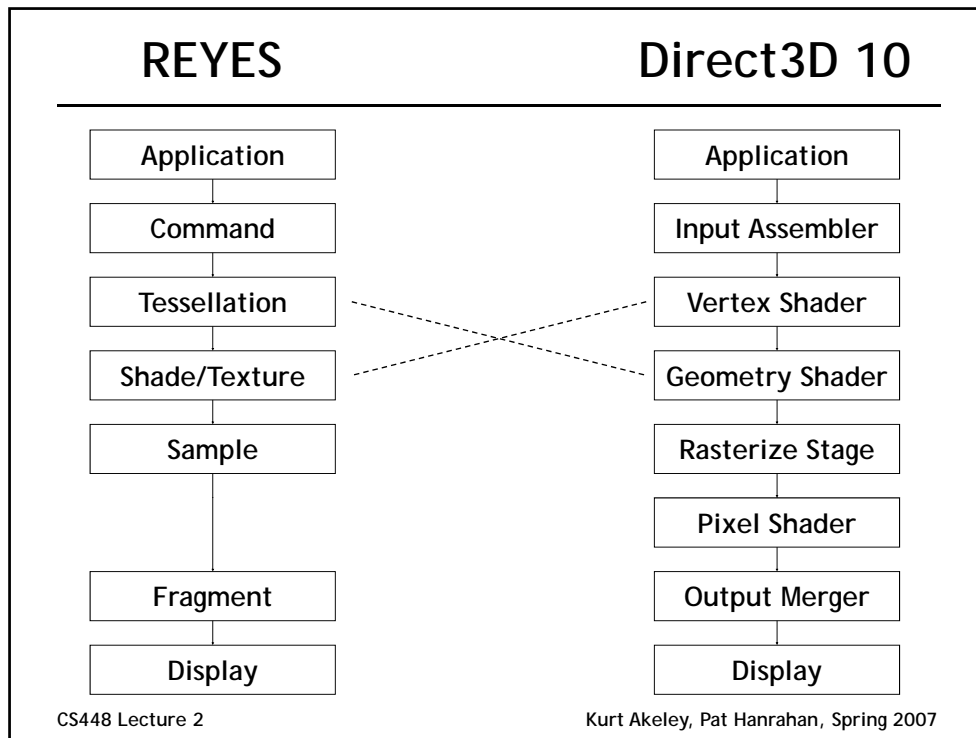 REYES
Direct3D 10
Application
Command
Tessellation
Shade/Texture
Sample
Fragment
Display
Application
Input Assembler
Vertex Shader
Geometry Shader
Rasterize Stage
Pixel Shader
Output Merger
Display
CS448 Lecture 2
Kurt Akeley, Pat Hanrahan, Spring 2007